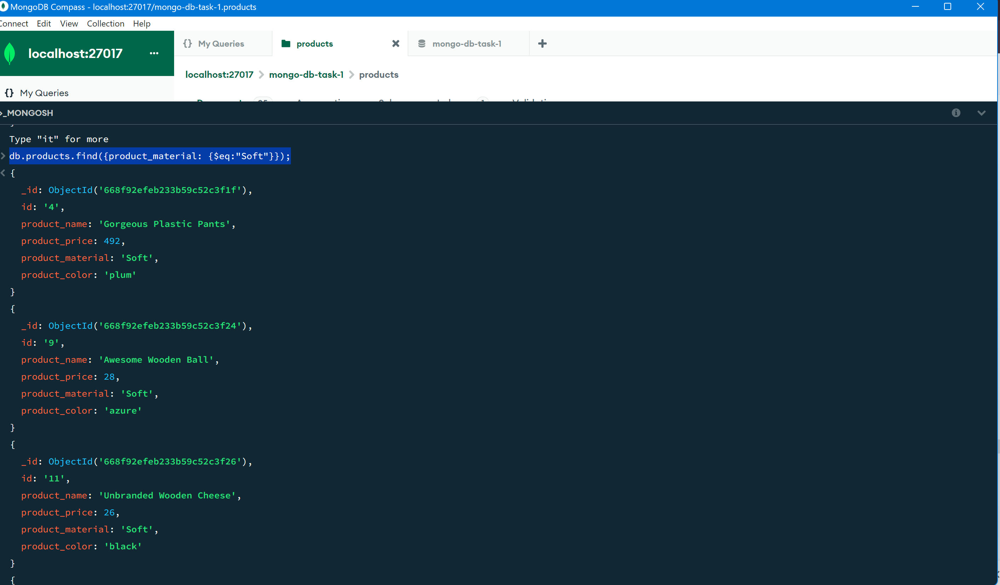 MongoDB Compass - localhost:27017/mongo-db-task-1.products
Connect Edit View Collection Help
localhost:27017 ...
{} My Queries
products
mongo-db-task-1
localhost:27017 > mongo-db-task-1 > products
{} My Queries
>_MONGOSH
}
Type "it" for more
> db.products.find({product_material: {$eq:"Soft"}});
< {
_id: ObjectId('668f92efeb233b59c52c3f1f'),
id: '4',
product_name: 'Gorgeous Plastic Pants',
product_price: 492,
product_material: 'Soft',
product_color: 'plum'
}
{
_id: ObjectId('668f92efeb233b59c52c3f24'),
id: '9',
product_name: 'Awesome Wooden Ball',
product_price: 28,
product_material: 'Soft',
product_color: 'azure'
}
{
_id: ObjectId('668f92efeb233b59c52c3f26'),
id: '11',
product_name: 'Unbranded Wooden Cheese',
product_price: 26,
product_material: 'Soft',
product_color: 'black'
}
{